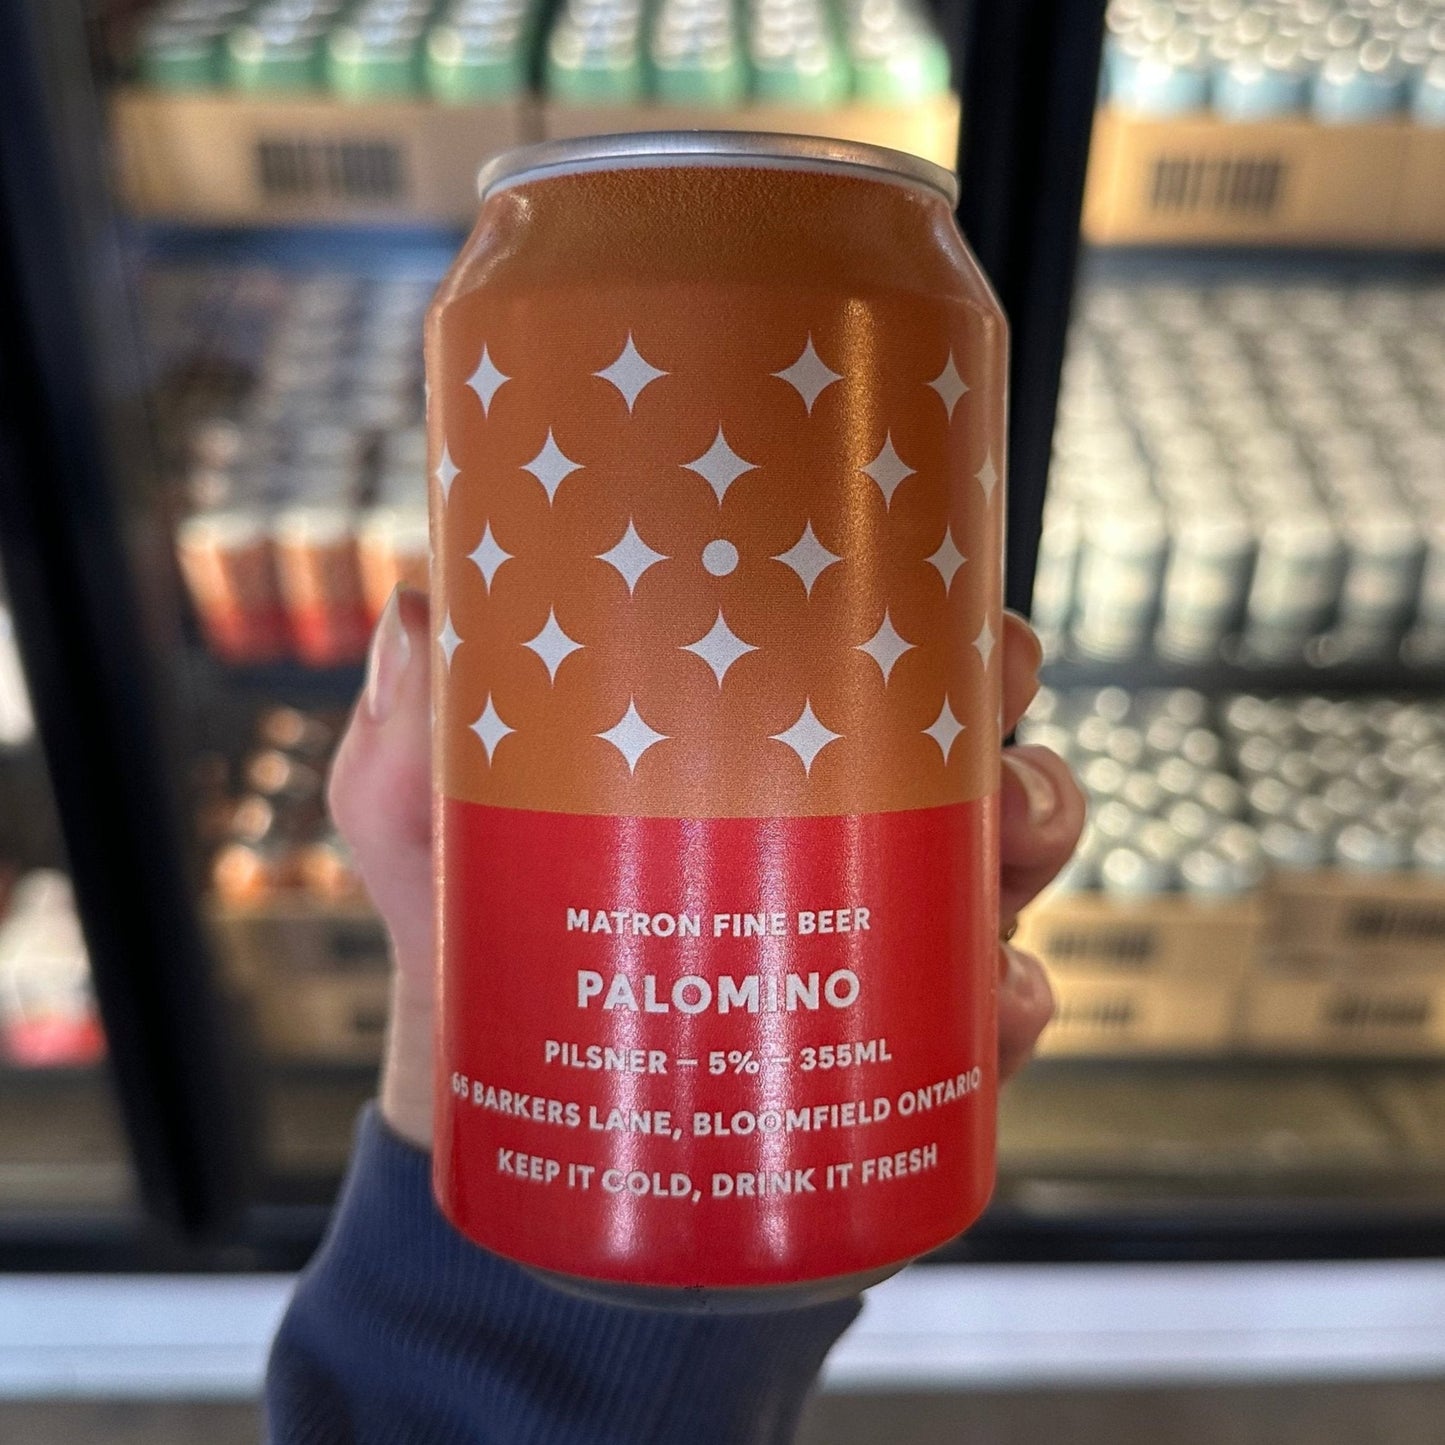 MATRON FINE BEER
PALOMINO
PILSNER – 5% – 355ML
65 BARKERS LANE, BLOOMFIELD ONTARIO
KEEP IT COLD, DRINK IT FRESH